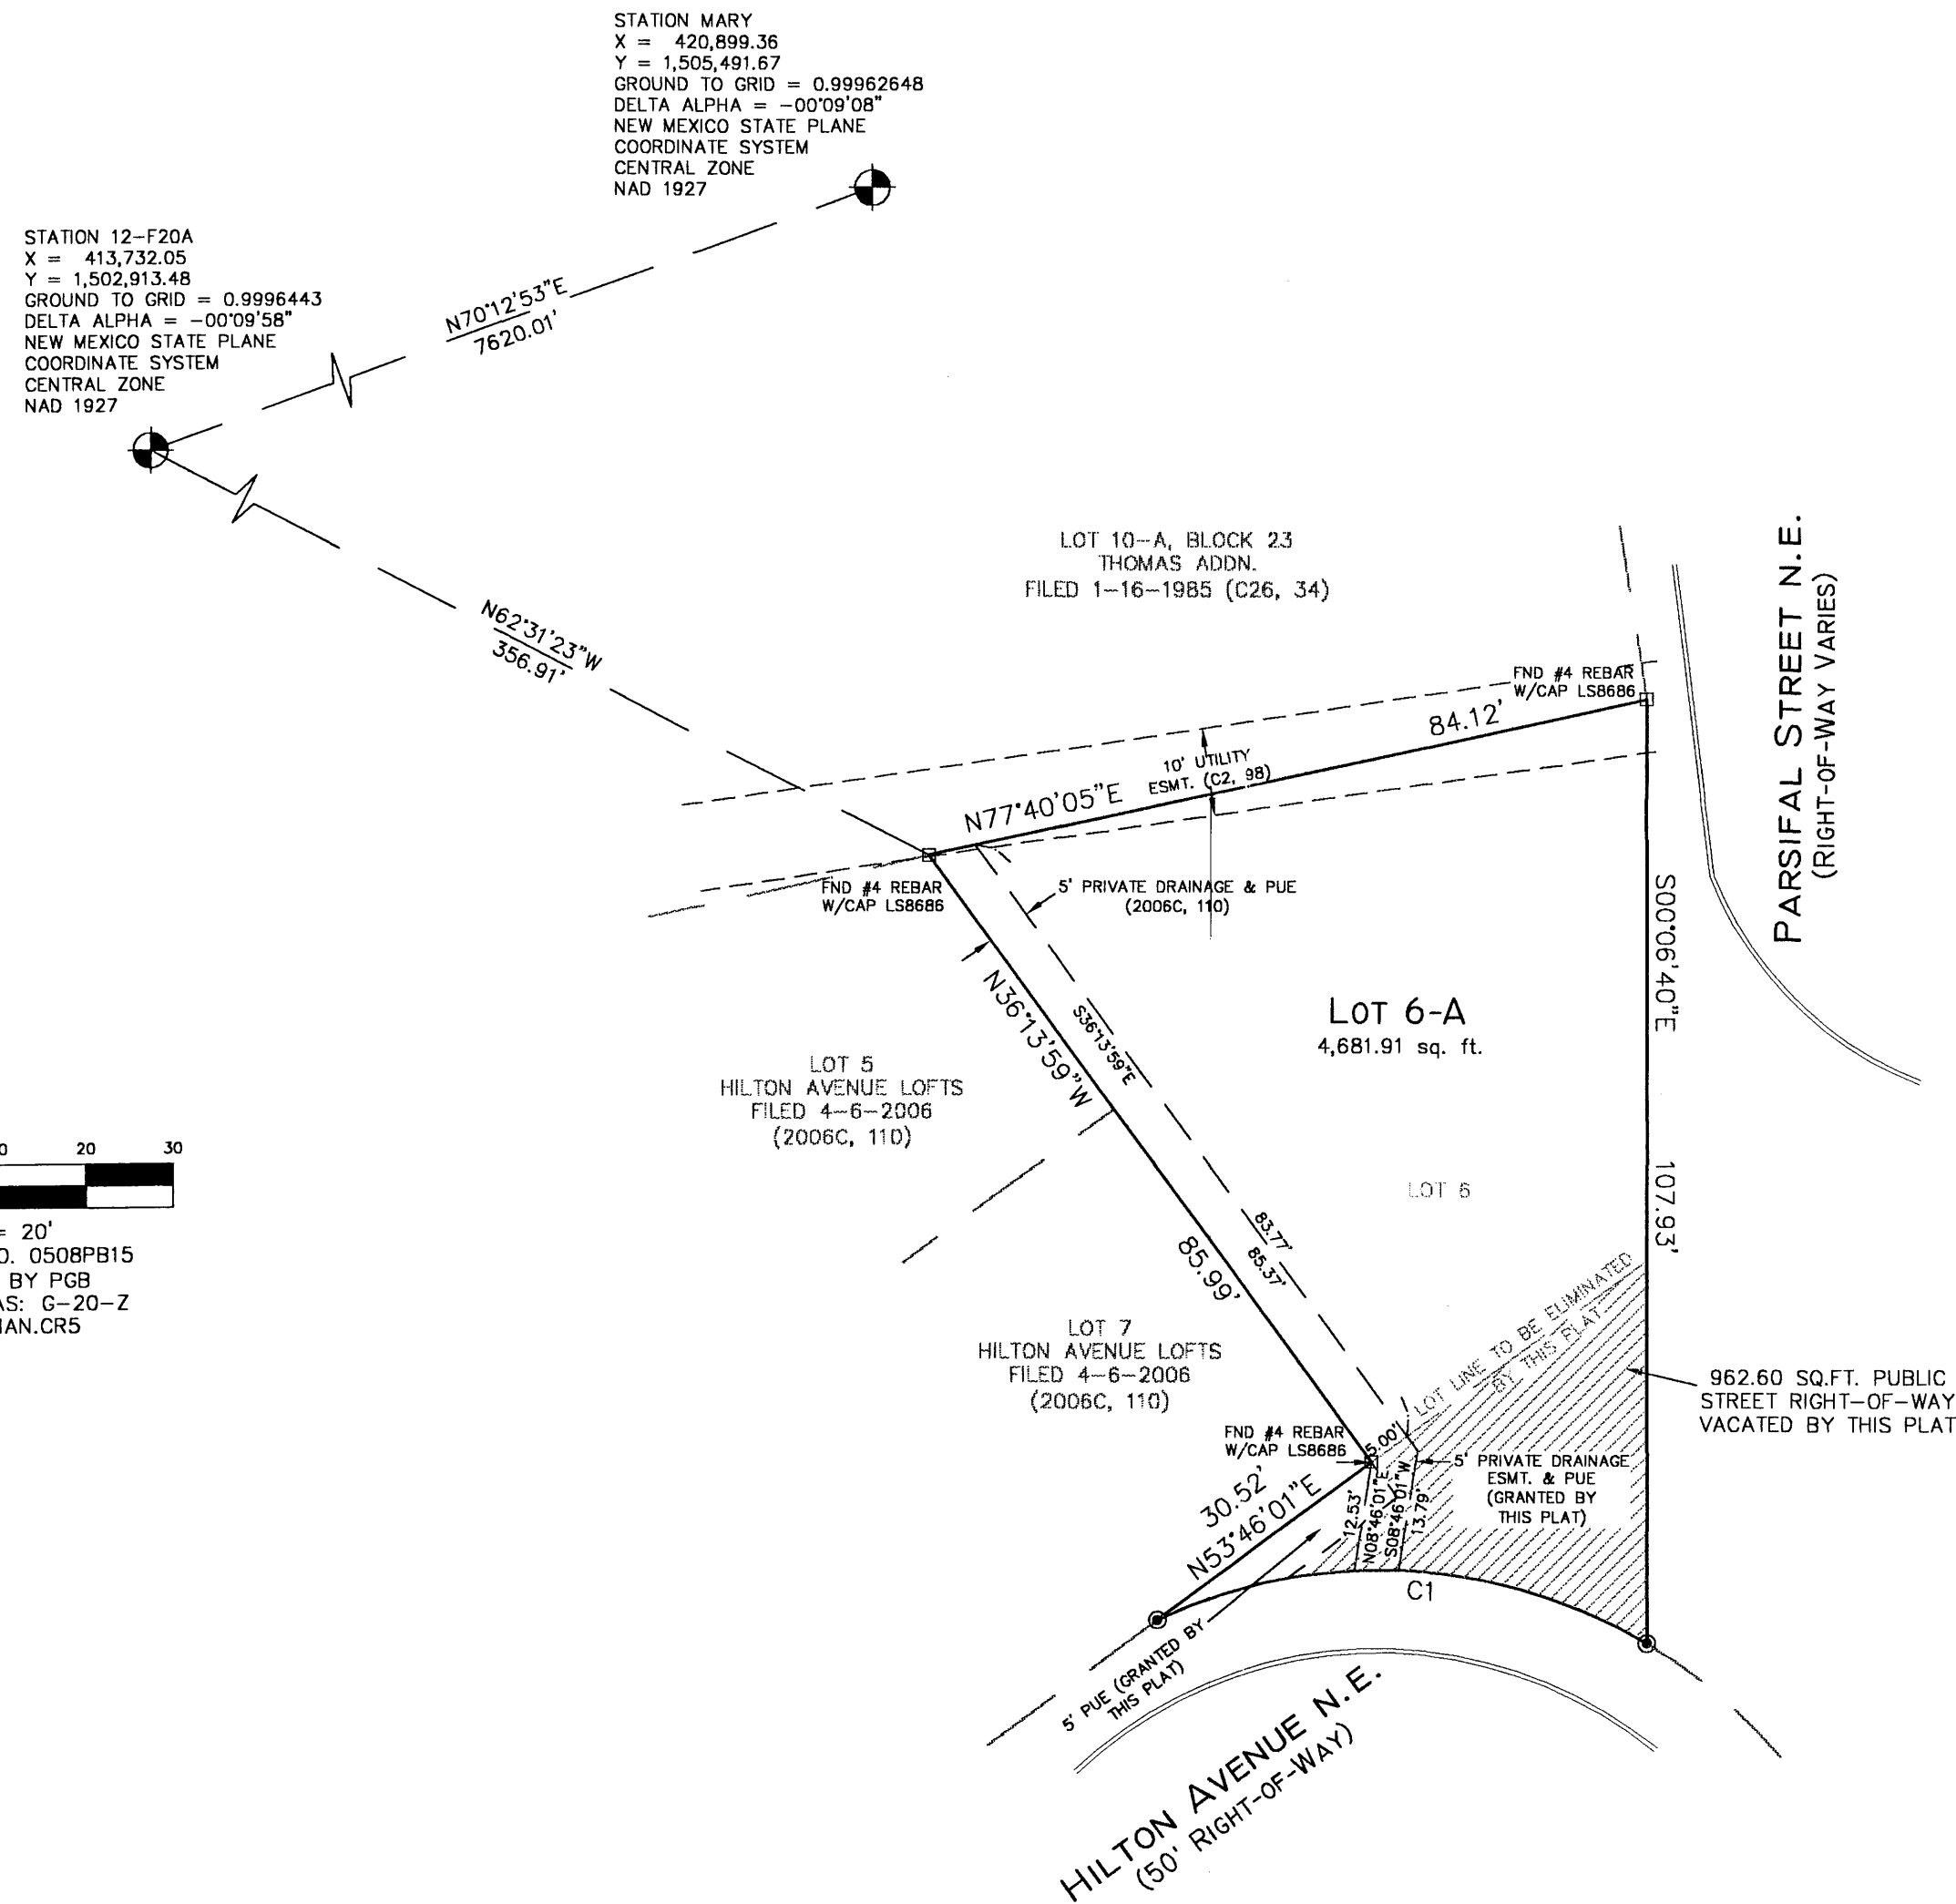 STATION MARY
X = 420,899.36
Y = 1,505,491.67
GROUND TO GRID = 0.99962648
DELTA ALPHA = -00°09'08"
NEW MEXICO STATE PLANE
COORDINATE SYSTEM
CENTRAL ZONE
NAD 1927
STATION 12-F20A
X = 413,732.05
Y = 1,502,913.48
GROUND TO GRID = 0.9996443
DELTA ALPHA = -00°09'58"
NEW MEXICO STATE PLANE
COORDINATE SYSTEM
CENTRAL ZONE
NAD 1927
N70°12'53"E
7620.01'
N62°31'23"W
356.91'
LOT 10-A, BLOCK 23
THOMAS ADDN.
FILED 1-16-1985 (C26, 34)
PARSIFAL STREET N.E.
(RIGHT-OF-WAY VARIES)
FND #4 REBAR
W/CAP LS8686
84.12'
10' UTILITY
ESMT. (C2, 98)
N77°40'05"E
FND #4 REBAR
W/CAP LS8686
5' PRIVATE DRAINAGE & PUE
(2006C, 110)
S00°06'40"E
107.93'
N36°13'59"W
85.99'
S36°13'59"E
83.77'
85.37'
LOT 6-A
4,681.91 sq. ft.
LOT 5
HILTON AVENUE LOFTS
FILED 4-6-2006
(2006C, 110)
LOT 6
20 30
= 20'
0508PB15
BY PGB
G-20-Z
LOT 7
HILTON AVENUE LOFTS
FILED 4-6-2006
(2006C, 110)
LOT LINE TO BE ELIMINATED
BY THIS PLAT
962.60 SQ.FT. PUBLIC
STREET RIGHT-OF-WAY
VACATED BY THIS PLAT
FND #4 REBAR
W/CAP LS8686
5.00'
5' PRIVATE DRAINAGE
ESMT. & PUE
(GRANTED BY
THIS PLAT)
30.52'
N53°46'01"E
12.53'
N08°46'01"E
S08°46'01"W
13.79'
C1
5' PUE (GRANTED BY
THIS PLAT)
HILTON AVENUE N.E.
(50' RIGHT-OF-WAY)